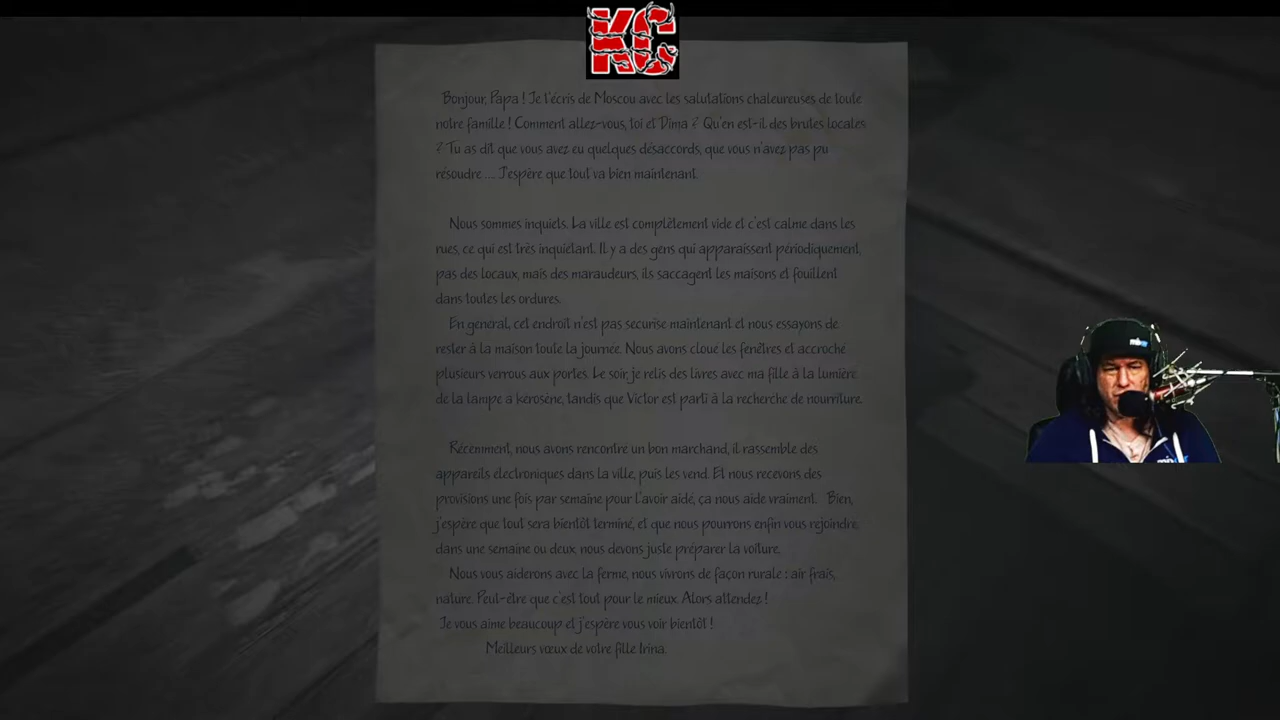 KC
Bonjour, Papa ! Je t'écris de Moscou avec les salutations chaleureuses de toute
notre famille ! Comment allez-vous, toi et Dima ? Qu'en est-il des brutes locales
? Tu as dit que vous avez eu quelques désaccords, que vous n'avez pas pu
résoudre .... J'espère que tout va bien maintenant.
Nous sommes inquiets. La ville est complètement vide et c'est calme dans les
rues, ce qui est très inquiétant. Il y a des gens qui apparaissent périodiquement,
pas des locaux, mais des maraudeurs, ils saccagent les maisons et fouillent
dans toutes les ordures.
En général, cet endroit n'est pas sécurisé maintenant et nous essayons de
rester à la maison toute la journée. Nous avons cloué les fenêtres et accroché
plusieurs verrous aux portes. Le soir, je relis des livres avec ma fille à la lumière
de la lampe à kérosène, tandis que Victor est parti à la recherche de nourriture.
Récemment, nous avons rencontré un bon marchand, il rassemble des
appareils électroniques dans la ville, puis les vend. Et nous recevons des
provisions une fois par semaine pour l'avoir aidé, ça nous aide vraiment. Bien,
j'espère que tout sera bientôt terminé, et que nous pourrons enfin vous rejoindre
dans une semaine ou deux, nous devons juste préparer la voiture.
Nous vous aiderons avec la ferme, nous vivrons de façon rurale : air frais,
nature. Peut-être que c'est tout pour le mieux. Alors attendez !
Je vous aime beaucoup et j'espère vous voir bientôt !
Meilleurs vœux de votre fille Irina.